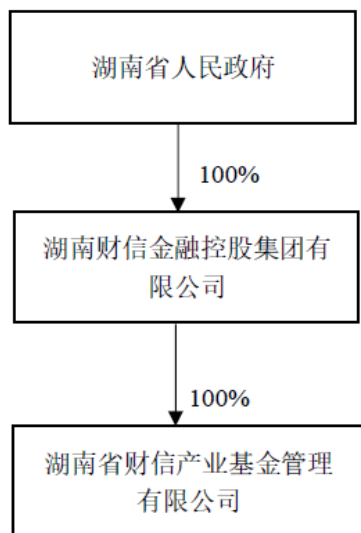 湖南省人民政府
100%
湖南财信金融控股集团有
限公司
100%
湖南省财信产业基金管理
有限公司